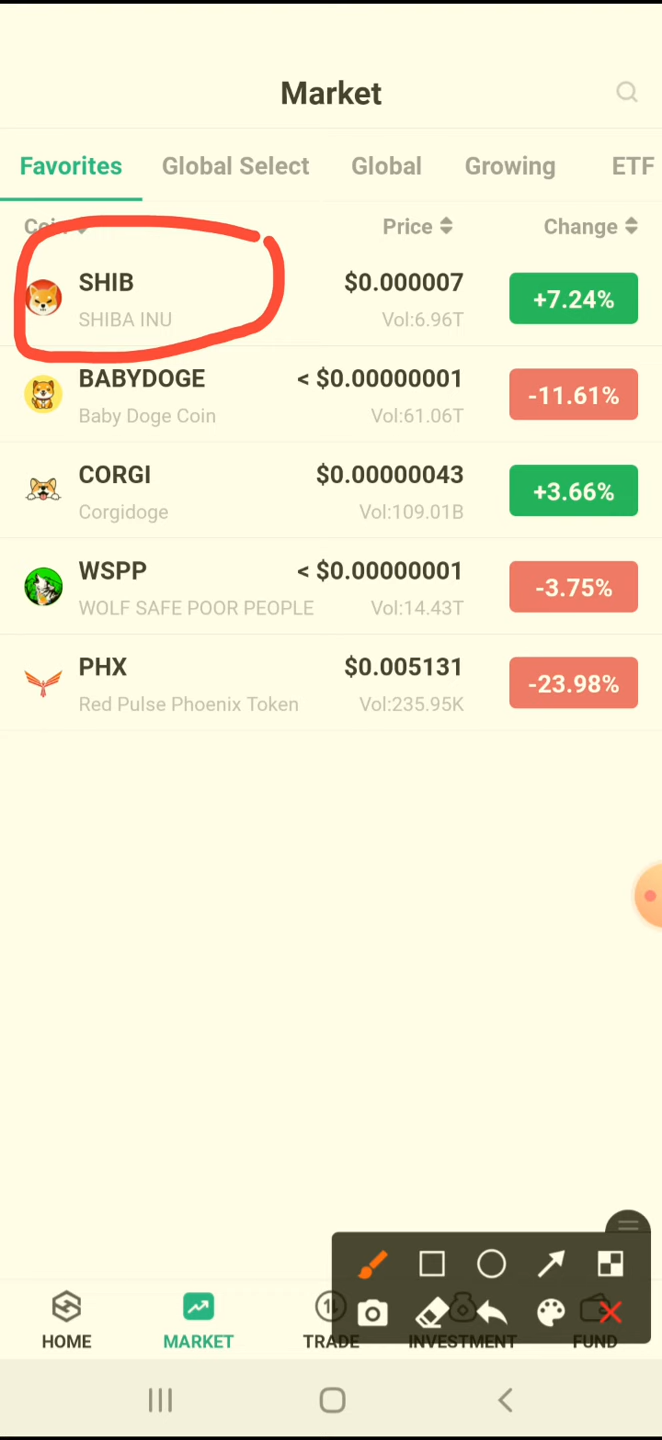 Market
Favorites Global Select Global Growing ETF
Price Change
SHIB $0.000007 +7.24%
SHIBA INU Vol:6.96T
BABYDOGE < $0.00000001 -11.61%
Baby Doge Coin Vol:61.06T
CORGI $0.00000043 +3.66%
Corgidoge Vol:109.01B
WSPP < $0.00000001 -3.75%
WOLF SAFE POOR PEOPLE Vol:14.43T
PHX $0.005131 -23.98%
Red Pulse Phoenix Token Vol:235.95K
HOME MARKET TRADE INVESTMENT FUND